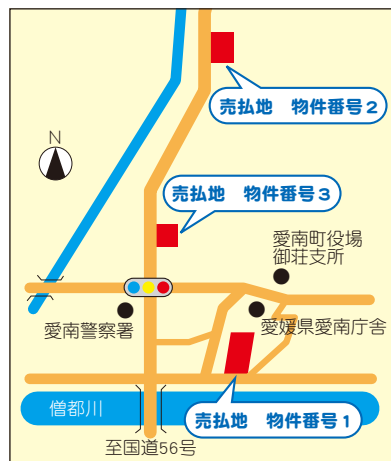 売払地 物件番号2
N
売払地 物件番号3
愛南町役場
御荘支所
愛南警察署
愛媛県愛南庁舎
僧都川
売払地 物件番号1
至国道56号